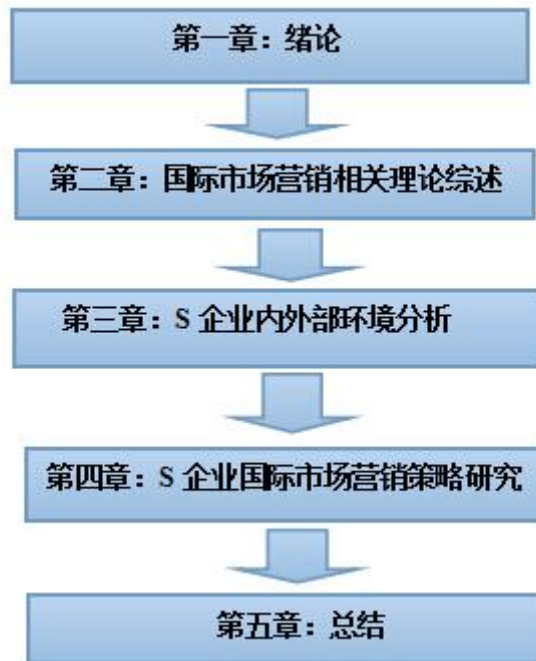 第一章：绪论
第二章：国际市场营销相关理论综述
第三章：S 企业内外部环境分析
第四章：S 企业国际市场营销策略研究
第五章：总结